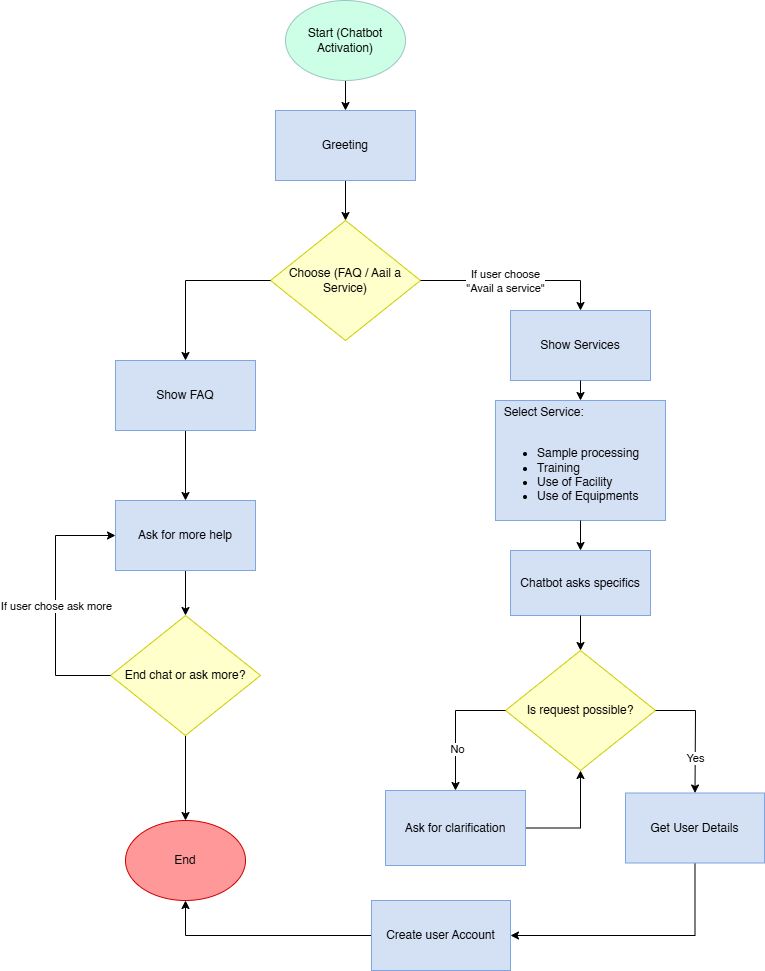 Start (Chatbot
Activation)
Greeting
Choose (FAQ / Aail a
Service)
If user choose
"Avail a service"
Show Services
Show FAQ
Select Service:
Sample processing
Training
Use of Facility
Use of Equipments
Ask for more help
Chatbot asks specifics
If user chose ask more
End chat or ask more?
Is request possible?
No
Yes
Ask for clarification
Get User Details
End
Create user Account